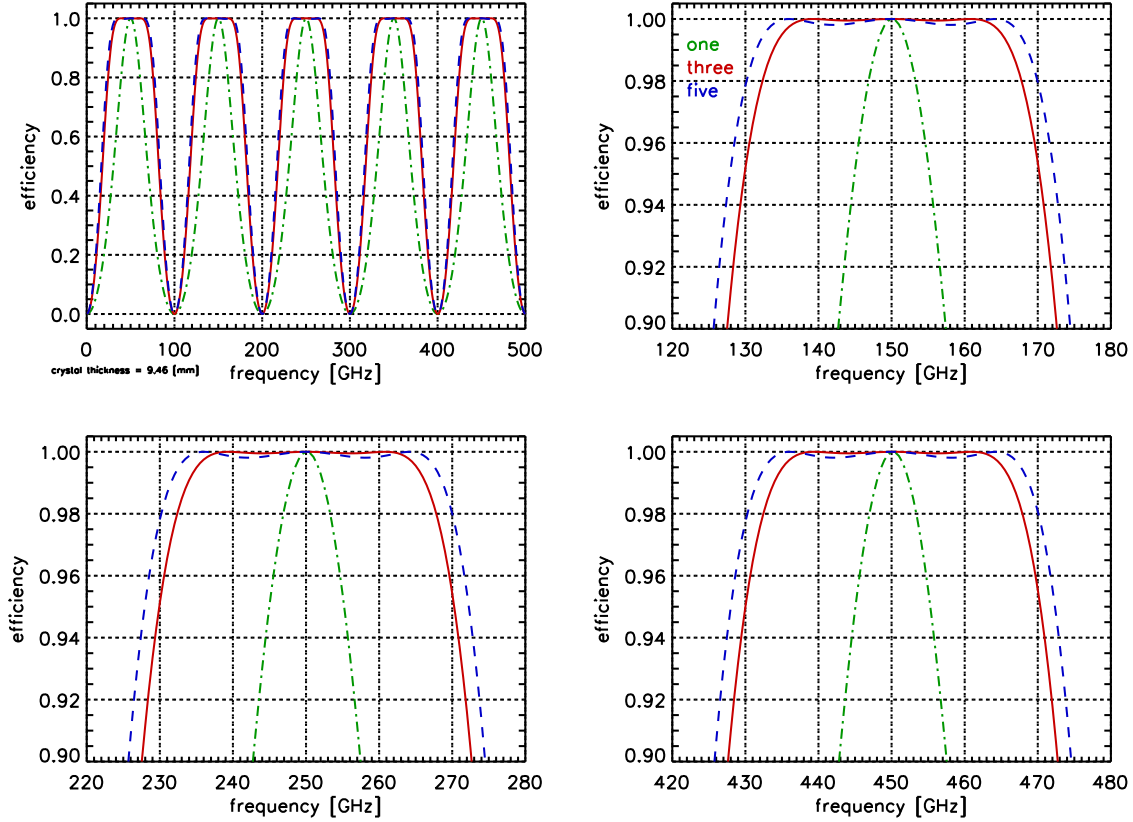 1.0
0.8
0.6
0.4
0.2
0.0
efficiency
0 100 200 300 400 500
crystal thickness = 9.46 [mm]
frequency [GHz]
1.00
0.98
0.96
0.94
0.92
0.90
efficiency
one
three
five
120 130 140 150 160 170 180
frequency [GHz]
1.00
0.98
0.96
0.94
0.92
0.90
efficiency
220 230 240 250 260 270 280
frequency [GHz]
1.00
0.98
0.96
0.94
0.92
0.90
efficiency
420 430 440 450 460 470 480
frequency [GHz]